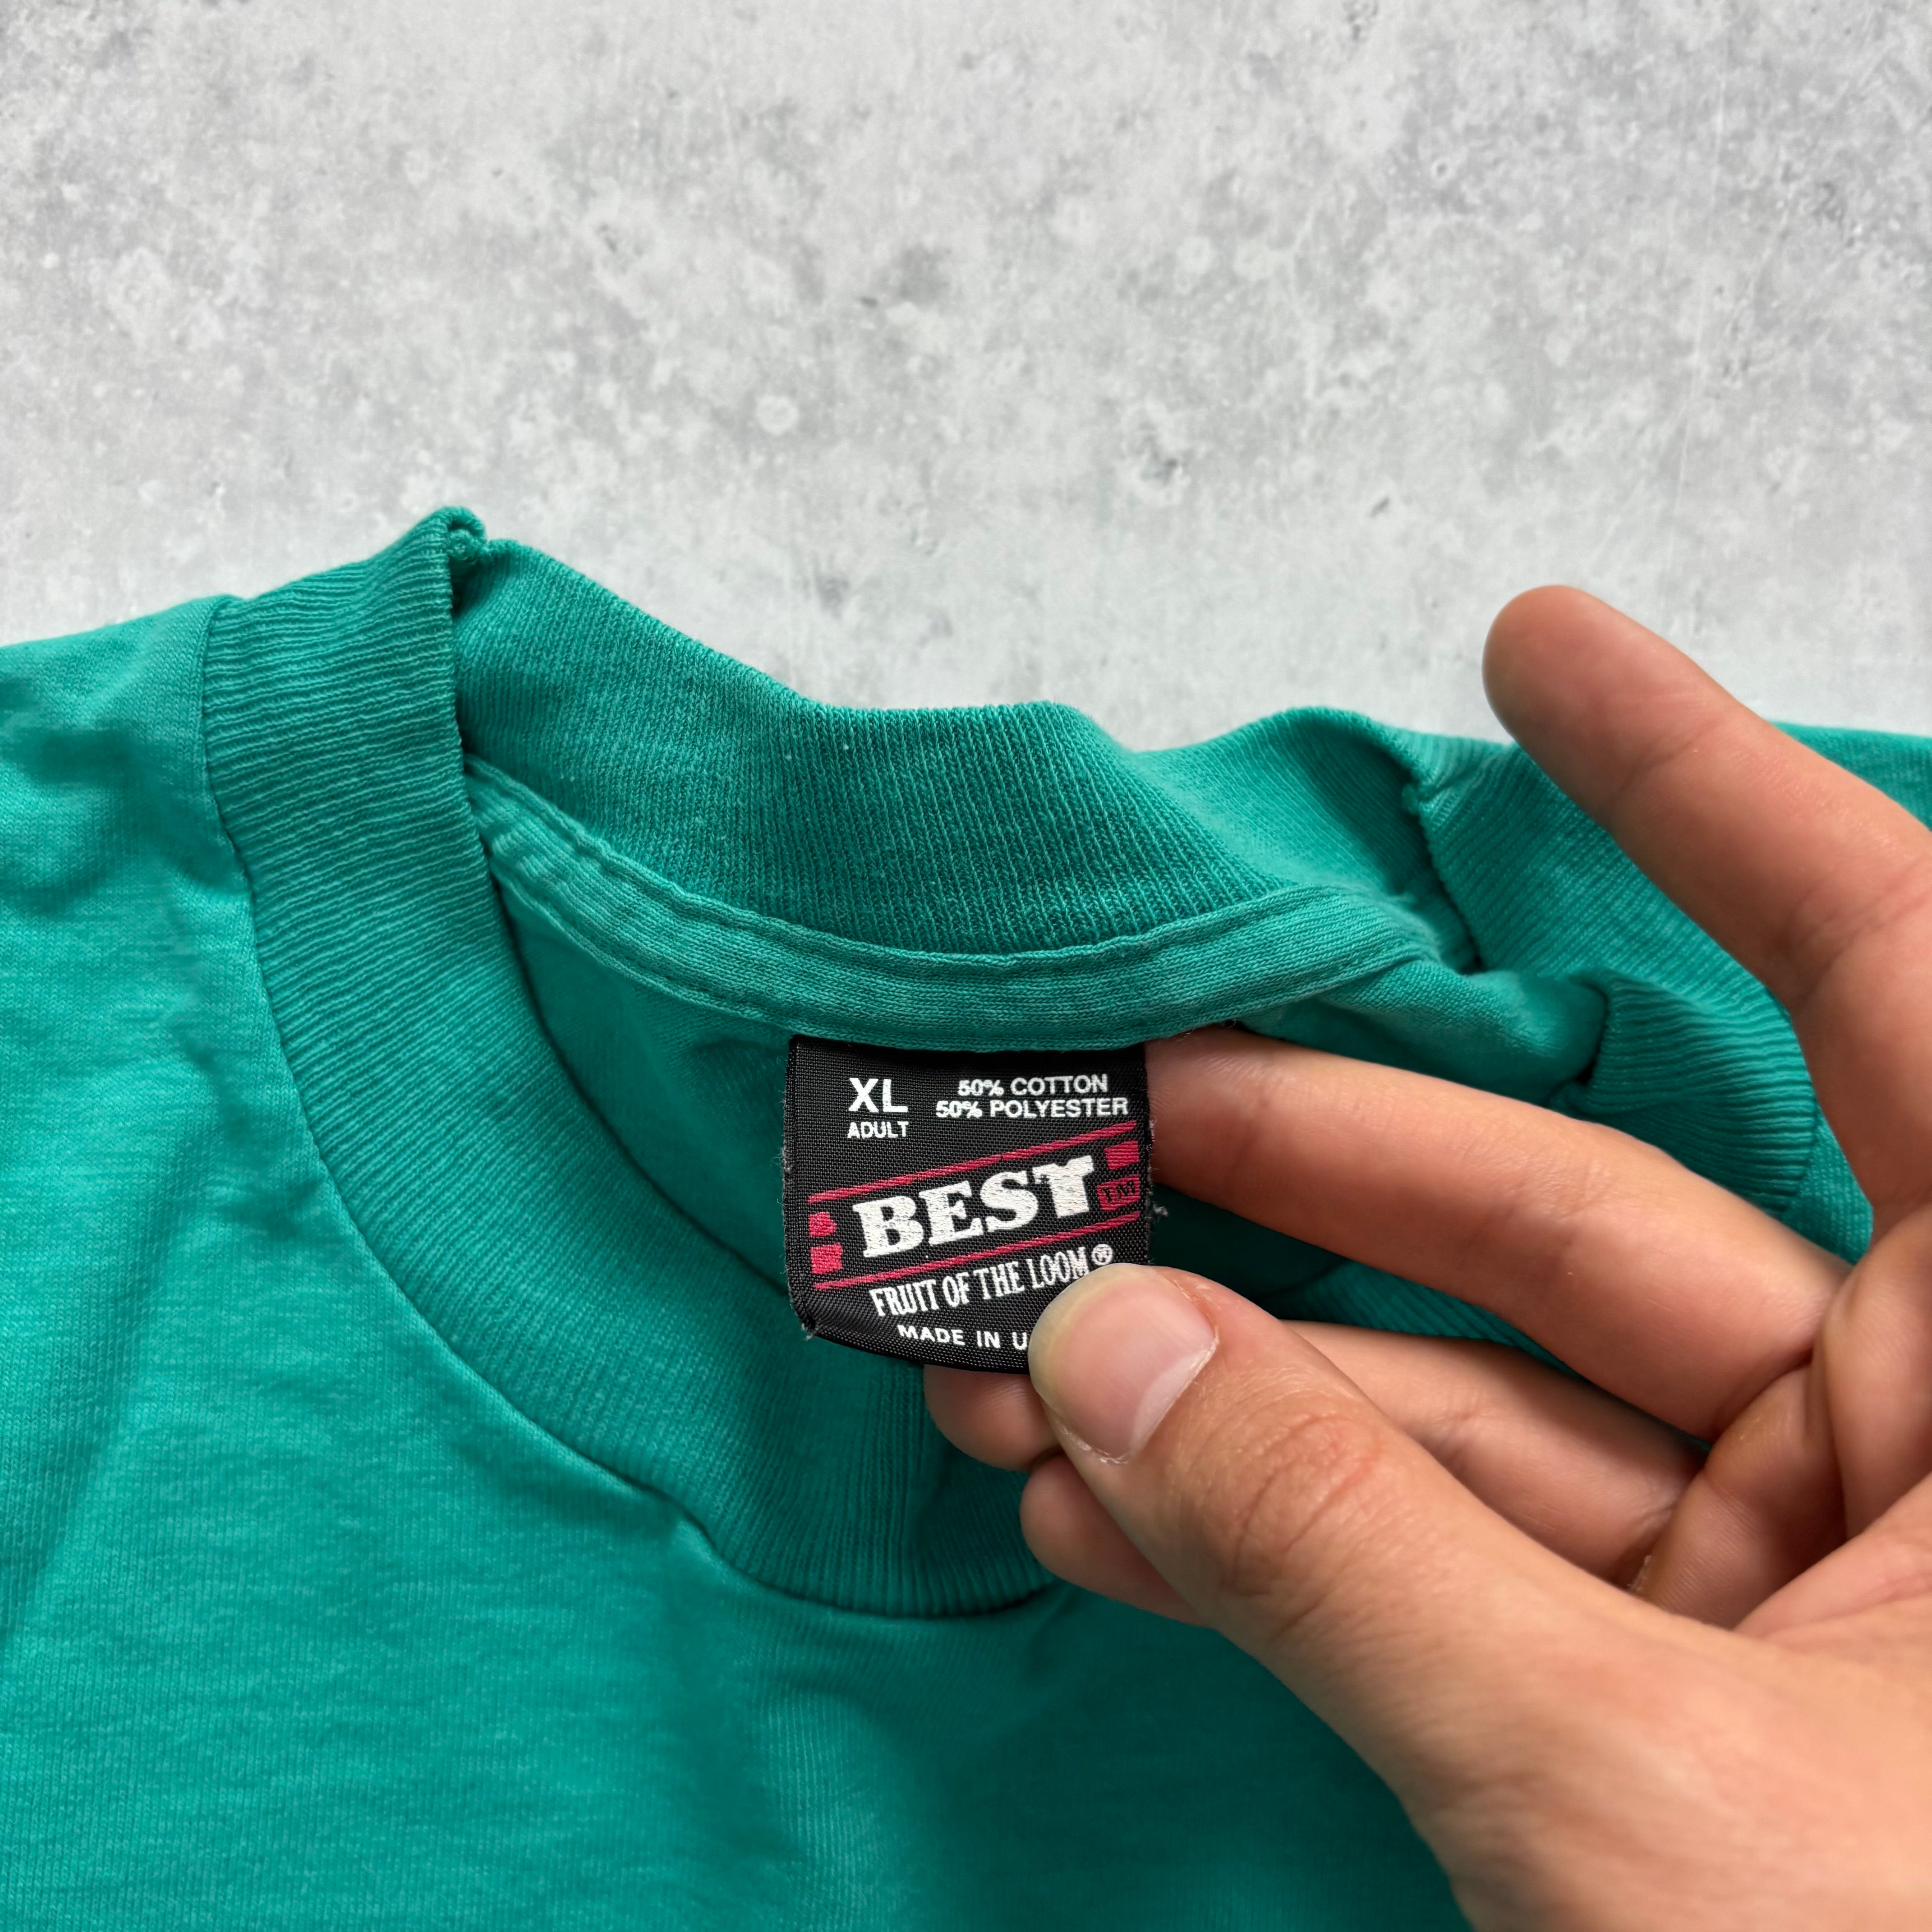 XL
ADULT
50% COTTON
50% POLYESTER
BEST
TM
FRUIT OF THE LOOM®
MADE IN U